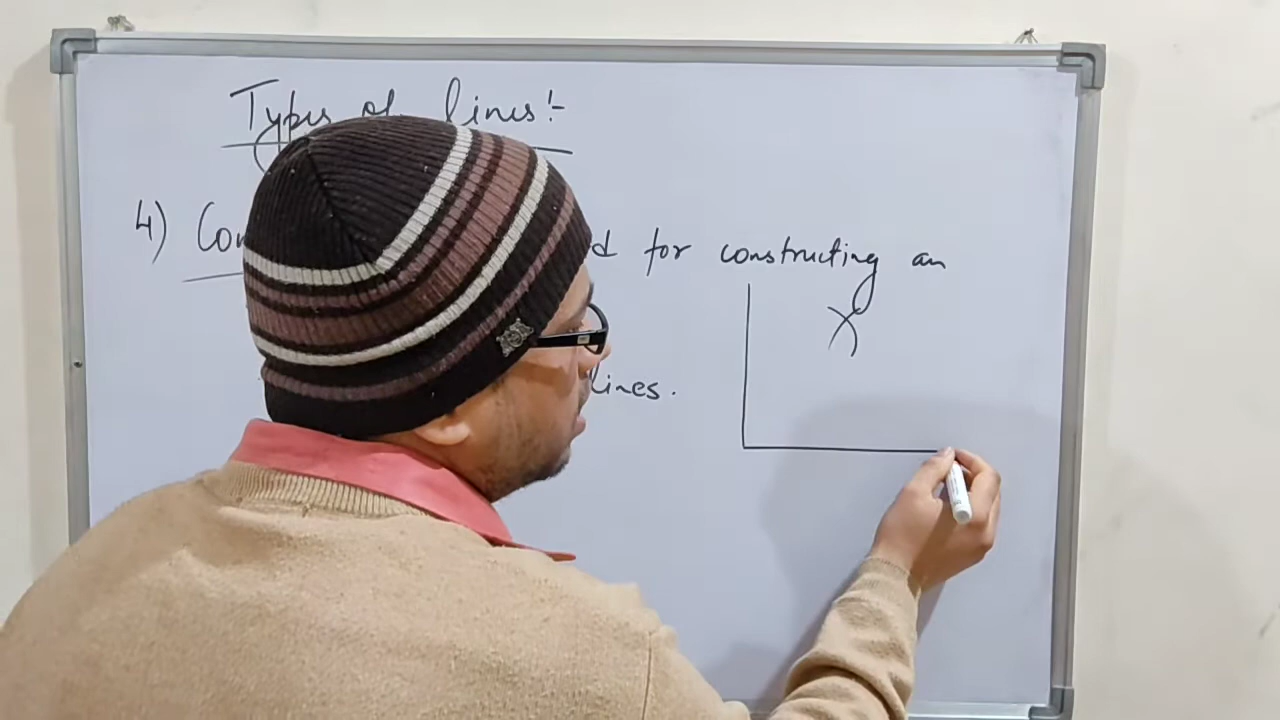 Types of lines:-
4) Con d for constructing an
lines.